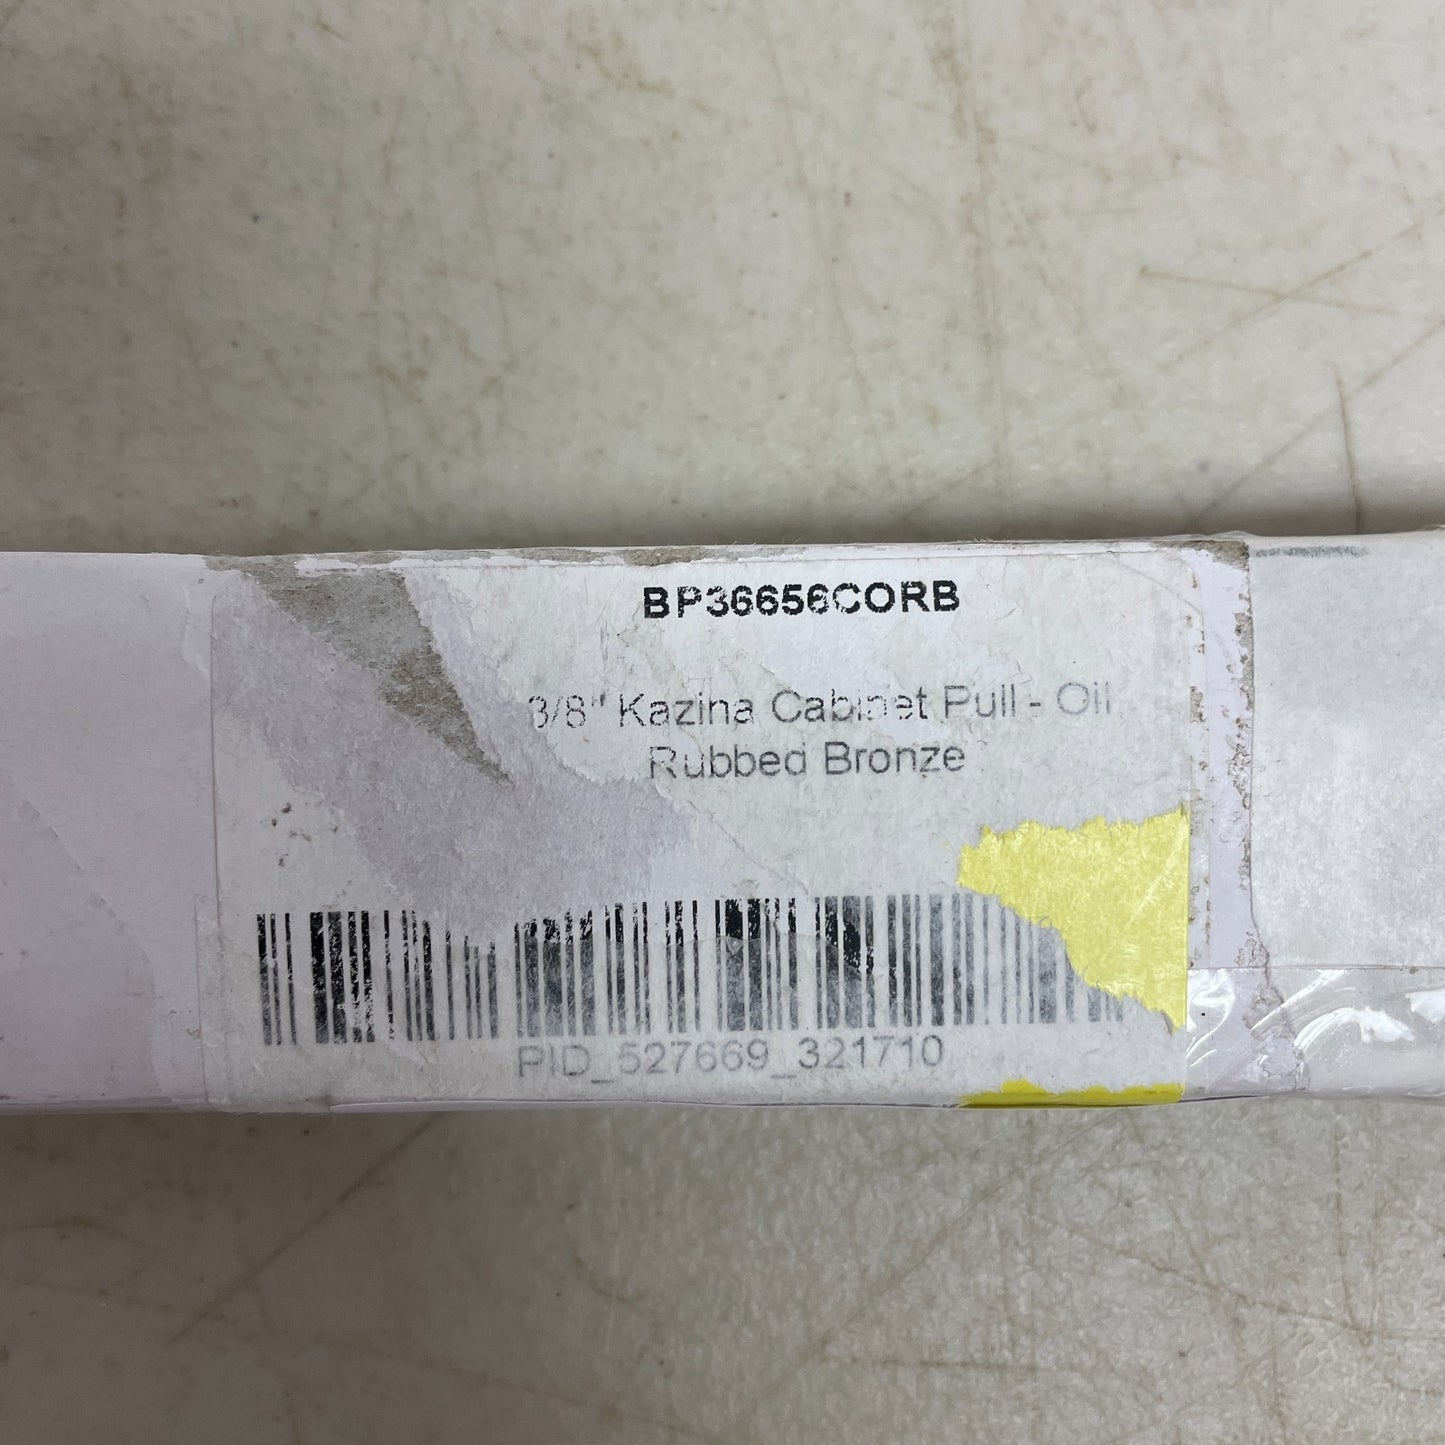 BP36656CORB
3/8" Kazina Cabinet Pull - Oil
Rubbed Bronze
PID_527669_321710